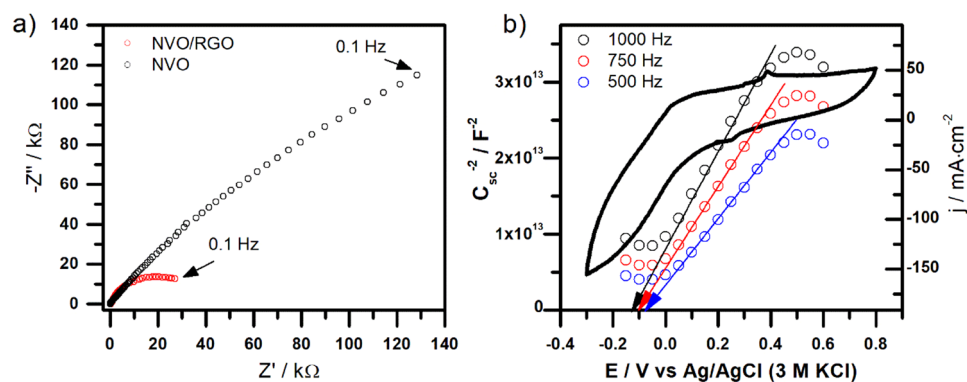 a)
-Z'' / kΩ
-140
-120
-100
-80
-60
-40
-20
0
NVO/RGO
NVO
0.1 Hz
0.1 Hz
0 20 40 60 80 100 120 140
Z' / kΩ
b)
C_sc^-2 / F^-2
3x10^13
2x10^13
1x10^13
0
1000 Hz
750 Hz
500 Hz
50
0
-50
-100
-150
j / mA·cm^-2
-0.4 -0.2 0.0 0.2 0.4 0.6 0.8
E / V vs Ag/AgCl (3 M KCl)